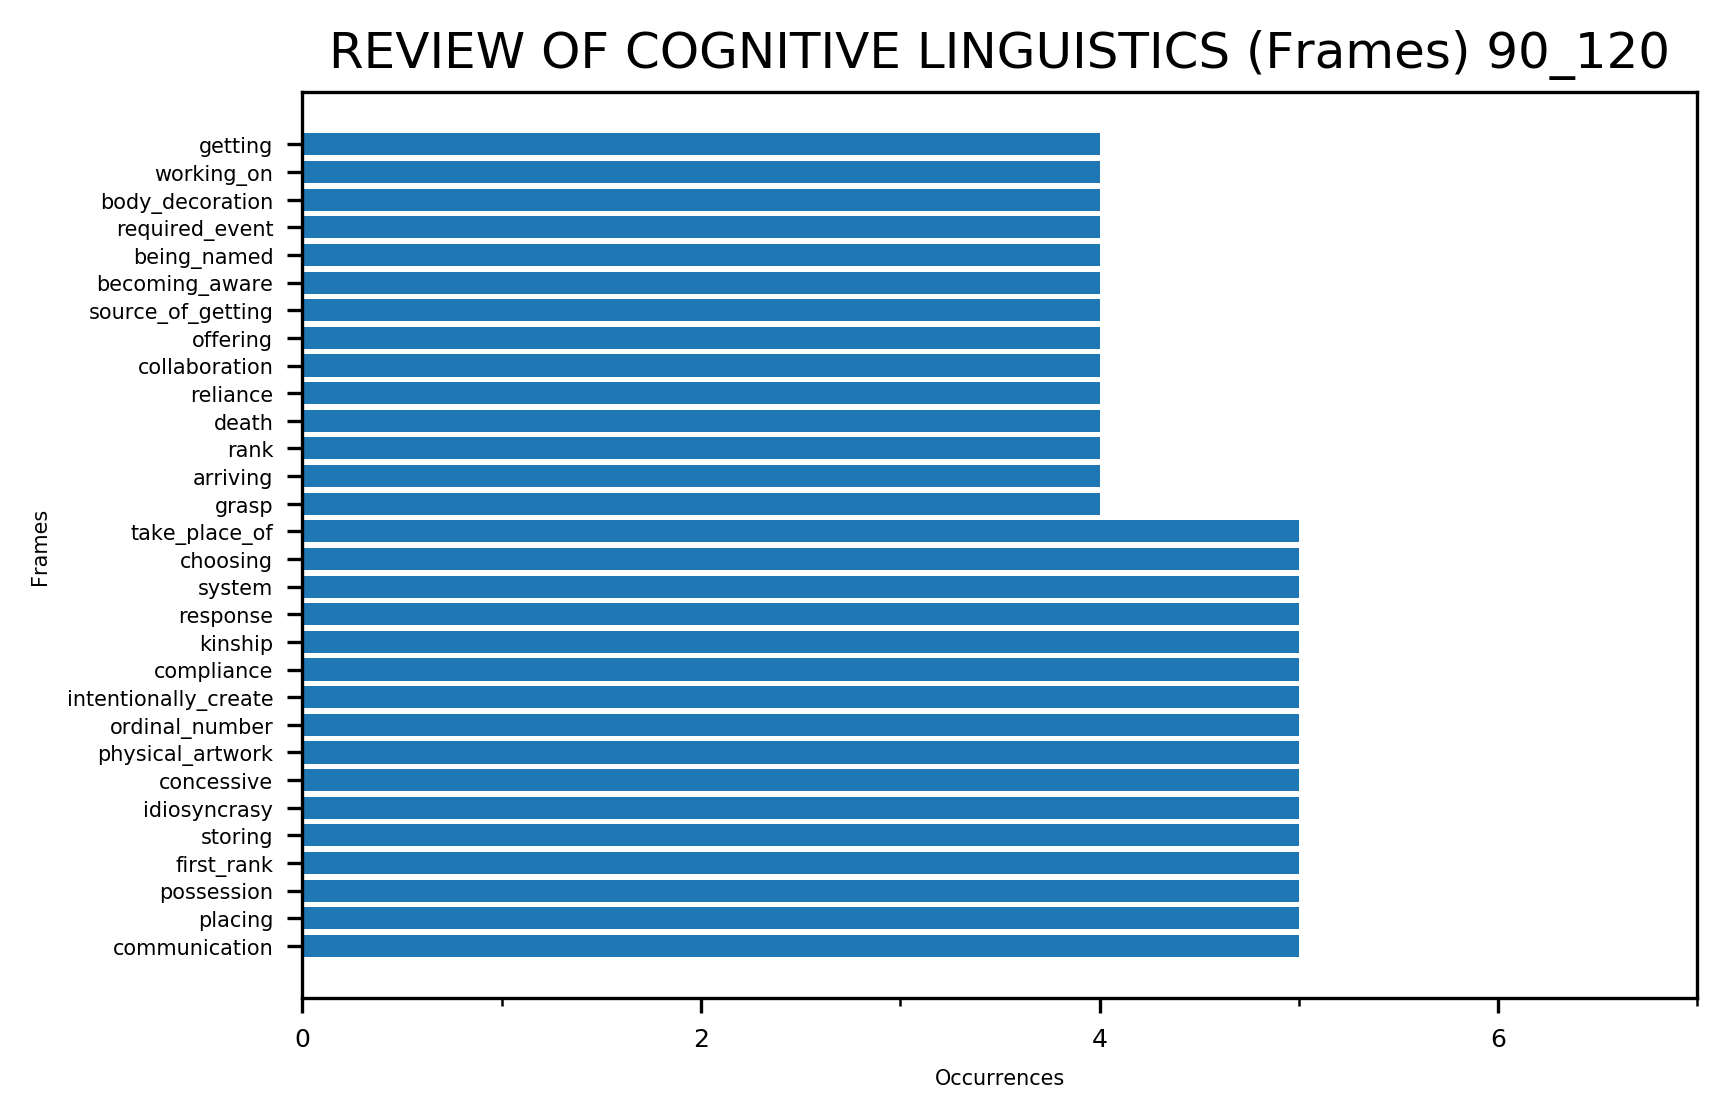 REVIEW OF COGNITIVE LINGUISTICS (Frames) 90_120
getting
working_on
body_decoration
required_event
being_named
becoming_aware
source_of_getting
offering
collaboration
reliance
death
rank
arriving
grasp
take_place_of
choosing
system
response
kinship
compliance
intentionally_create
ordinal_number
physical_artwork
concessive
idiosyncrasy
storing
first_rank
possession
placing
communication
Frames
0 2 4 6
Occurrences